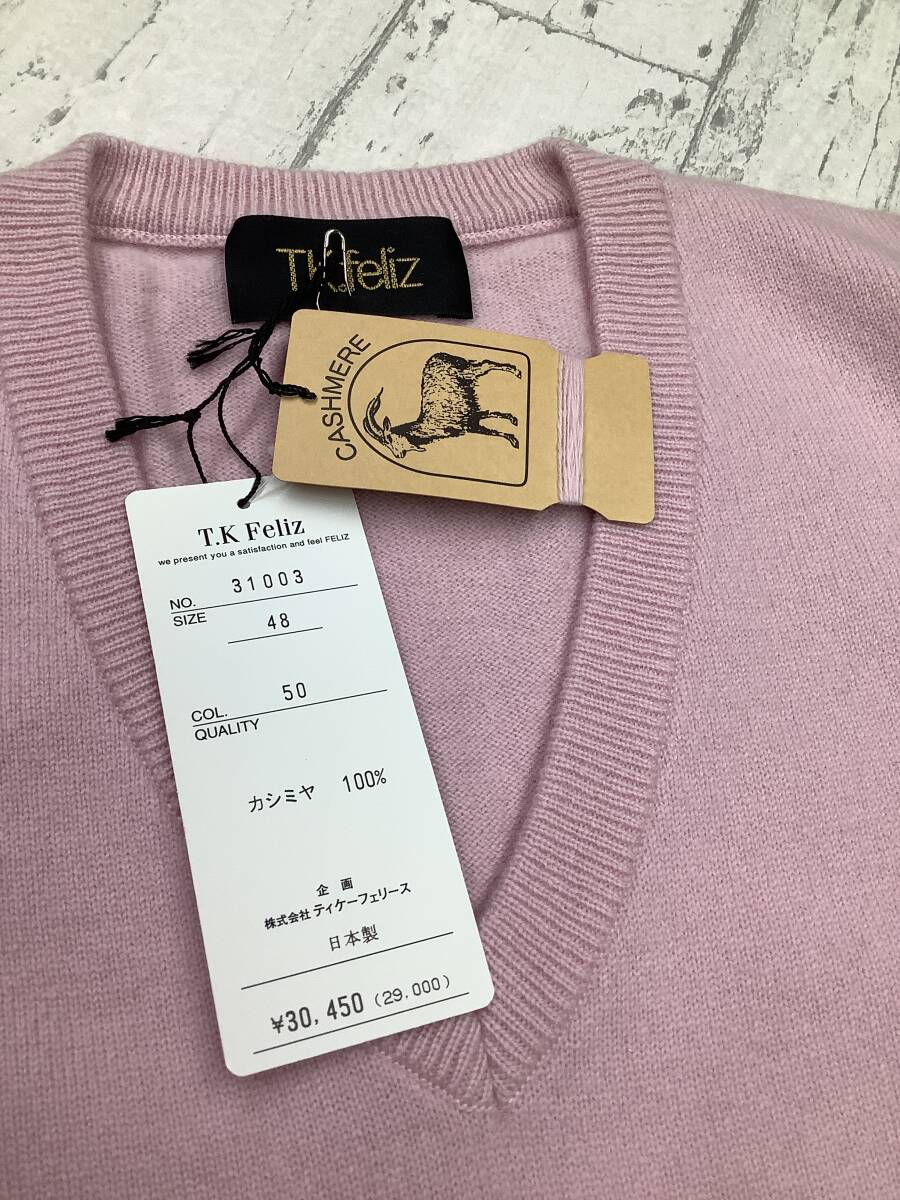 T.K.feliz
CASHMERE
T.K Feliz
we present you a satisfaction and feel FELIZ
NO. 31003
SIZE 48
COL. 50
QUALITY
カシミヤ 100%
企画
株式会社ティケーフェリース
日本製
¥30,450 (29,000)